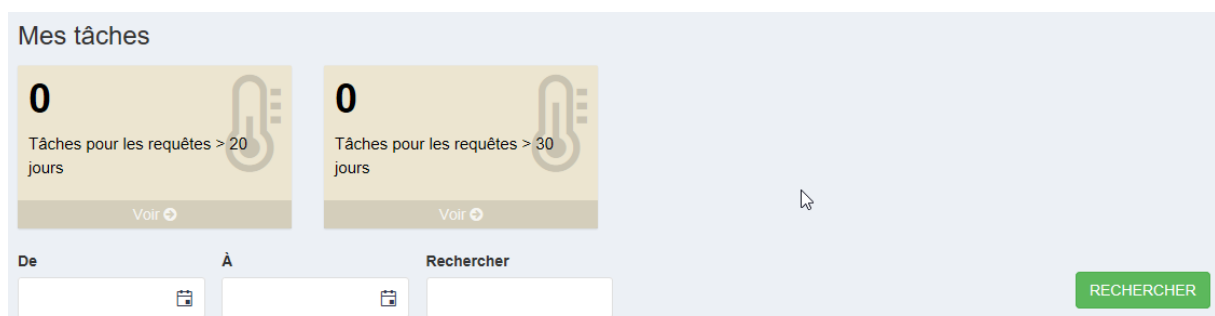 Mes tâches
0
Tâches pour les requêtes > 20
jours
Voir
0
Tâches pour les requêtes > 30
jours
Voir
De
À
Rechercher
RECHERCHER